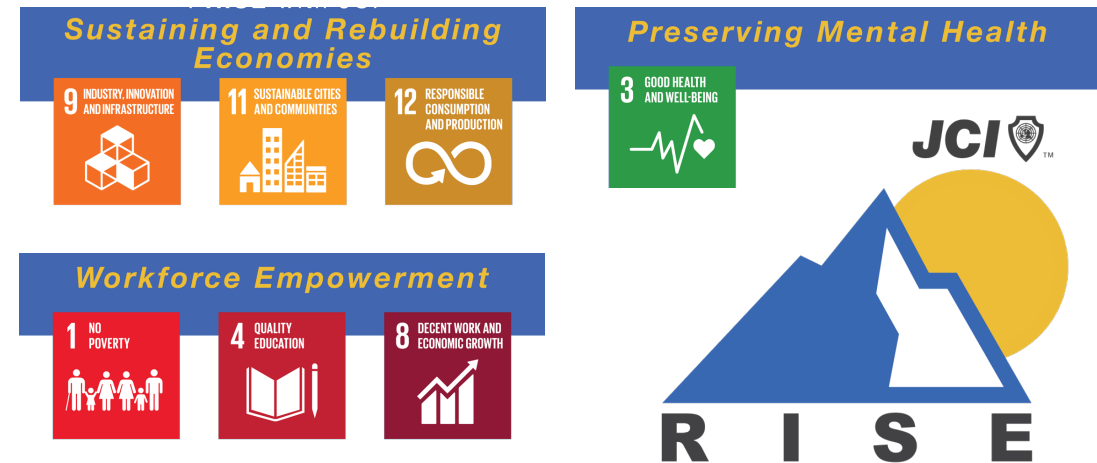 Sustaining and Rebuilding
Economies
9 INDUSTRY, INNOVATION
AND INFRASTRUCTURE
11 SUSTAINABLE CITIES
AND COMMUNITIES
12 RESPONSIBLE
CONSUMPTION
AND PRODUCTION
Workforce Empowerment
1 NO
POVERTY
4 QUALITY
EDUCATION
8 DECENT WORK AND
ECONOMIC GROWTH
Preserving Mental Health
3 GOOD HEALTH
AND WELL-BEING
JCI TM
RISE